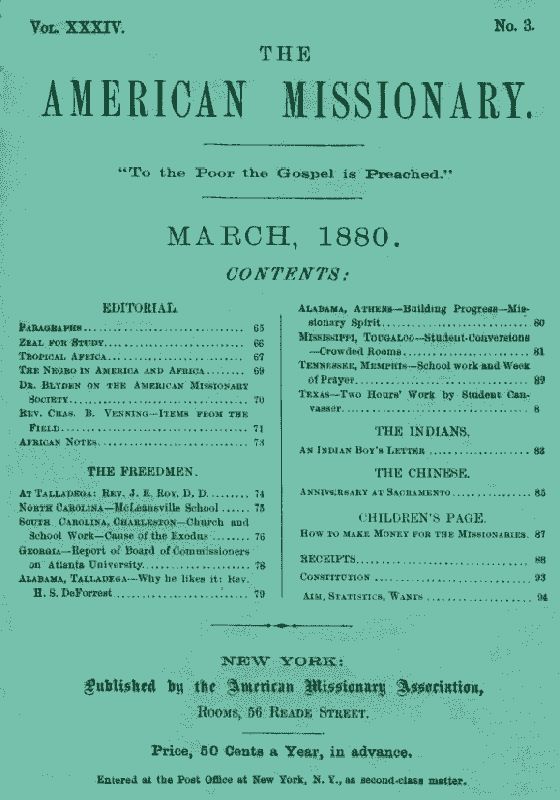 VOL. XXXIV.
No. 3.
THE
AMERICAN MISSIONARY.
“To the Poor the Gospel is Preached.”
MARCH, 1880.
CONTENTS:
EDITORIAL.
PARAGRAPHS 65
ZEAL FOR STUDY 66
TROPICAL AFRICA 67
THE NEGRO IN AMERICA AND AFRICA 69
DR. BLYDEN ON THE AMERICAN MISSIONARY
SOCIETY 70
REV. CHAS. B. VENNING—ITEMS FROM THE
FIELD 71
AFRICAN NOTES 73
THE FREEDMEN.
AT TALLADEGA: REV. J. E. ROY, D. D. 74
NORTH CAROLINA—McLeansville School 75
SOUTH CAROLINA, CHARLESTON—Church and
School Work—Cause of the Exodus 76
GEORGIA—Report of Board of Commissioners
on Atlanta University 78
ALABAMA, TALLADEGA—Why he likes it: Rev.
H. S. DeForrest 79
ALABAMA, ATHENS—Building Progress—Mis-
sionary Spirit 80
MISSISSIPPI, TOUGALOO—Student-Conversions
—Crowded Rooms 81
TENNESSEE, MEMPHIS—School work and Week
of Prayer
TEXAS—Two Hours’ Work by Student Can-
vasser 8
THE INDIANS.
AN INDIAN BOY’S LETTER 83
THE CHINESE.
ANNIVERSARY AT SACRAMENTO 85
CHILDREN’S PAGE.
HOW TO MAKE MONEY FOR THE MISSIONARIES. 87
RECEIPTS 88
CONSTITUTION 93
AIM, STATISTICS, WANTS 94
NEW YORK:
Published by the American Missionary Association,
ROOMS, 56 READE STREET.
Price, 50 Cents a Year, in advance.
Entered at the Post Office at New York, N. Y., as second-class matter.